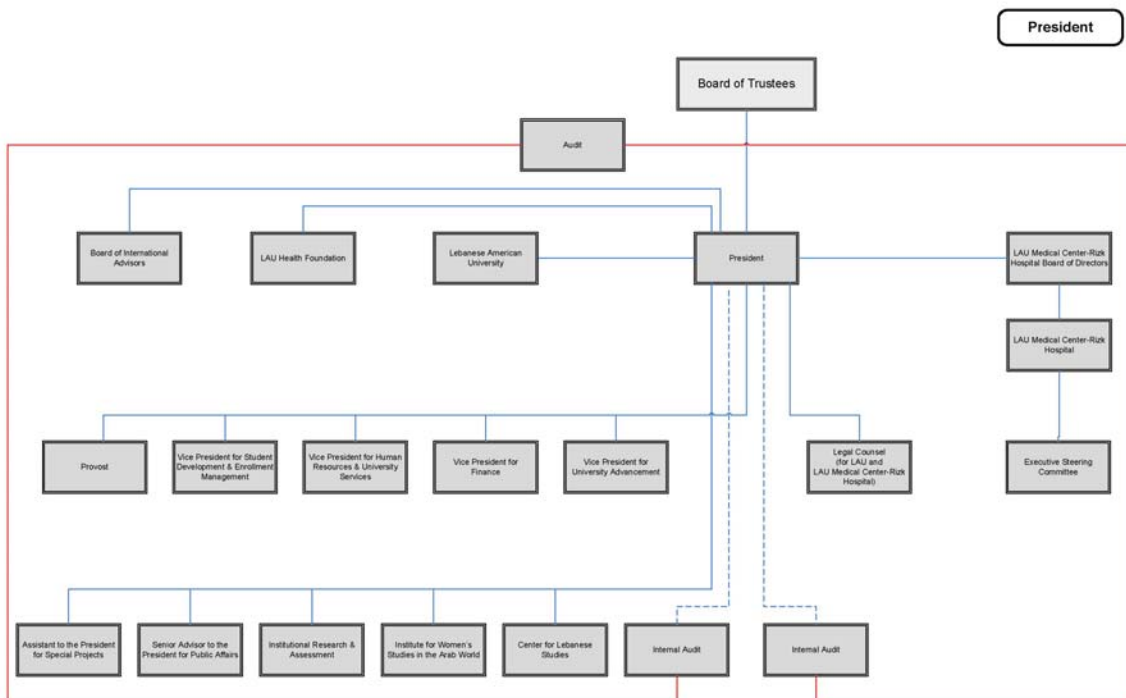 President
Board of Trustees
Audit
Board of International
Advisors
LAU Health Foundation
Lebanese American
University
President
LAU Medical Center-Rizk
Hospital Board of Directors
LAU Medical Center-Rizk
Hospital
Provost
Vice President for Student
Development & Enrollment
Management
Vice President for Human
Resources & University
Services
Vice President for
Finance
Vice President for
University Advancement
Legal Counsel
(for LAU and
LAU Medical Center-Rizk
Hospital)
Executive Steering
Committee
Assistant to the President
for Special Projects
Senior Advisor to the
President for Public Affairs
Institutional Research &
Assessment
Institute for Women's
Studies in the Arab World
Center for Lebanese
Studies
Internal Audit
Internal Audit